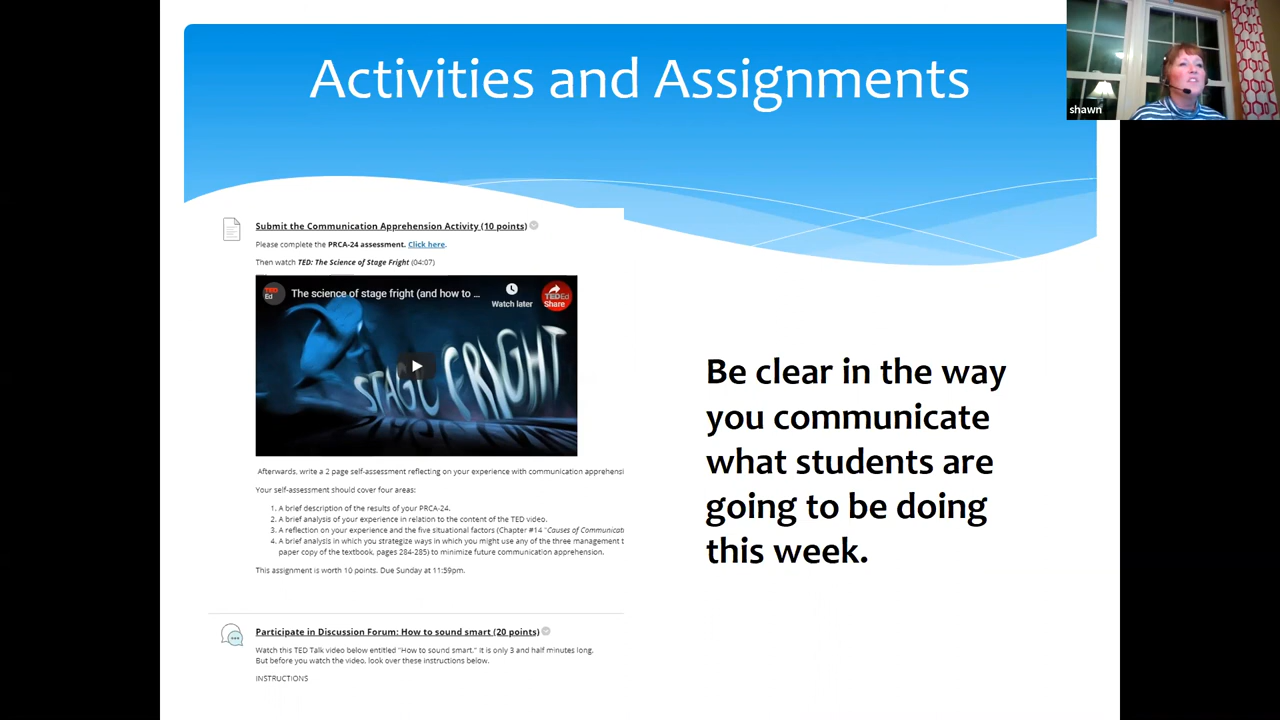 Activities and Assignments
shawn
Submit the Communication Apprehension Activity (10 points)
Please complete the PRCA-24 assessment. Click here.
Then watch TED: The Science of Stage Fright (04:07)
TED Ed
The science of stage fright (and how to ...
Watch later
TEDEd
Share
STAGE FRIGHT
Afterwards, write a 2 page self-assessment reflecting on your experience with communication apprehensi
Your self-assessment should cover four areas:
1. A brief description of the results of your PRCA-24.
2. A brief analysis of your experience in relation to the content of the TED video.
3. A reflection on your experience and the five situational factors (Chapter #14 "Causes of Communicati
4. A brief analysis in which you strategize ways in which you might use any of the three management t
paper copy of the textbook, pages 284-285) to minimize future communication apprehension.
This assignment is worth 10 points. Due Sunday at 11:59pm.
Participate in Discussion Forum: How to sound smart (20 points)
Watch this TED Talk video below entitled "How to sound smart." It is only 3 and half minutes long.
But before you watch the video, look over these instructions below.
INSTRUCTIONS
Be clear in the way
you communicate
what students are
going to be doing
this week.